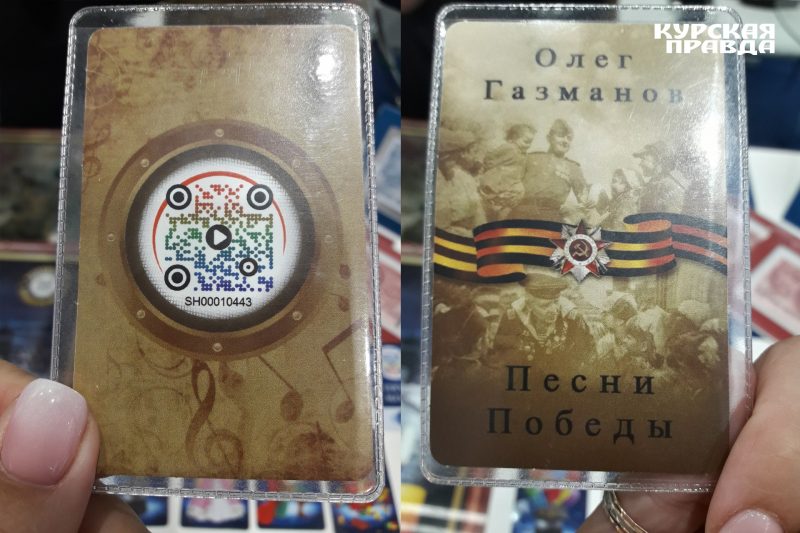 SH00010443
КУРСКАЯ
ПРАВДА
Олег
Газманов
Песни
Победы